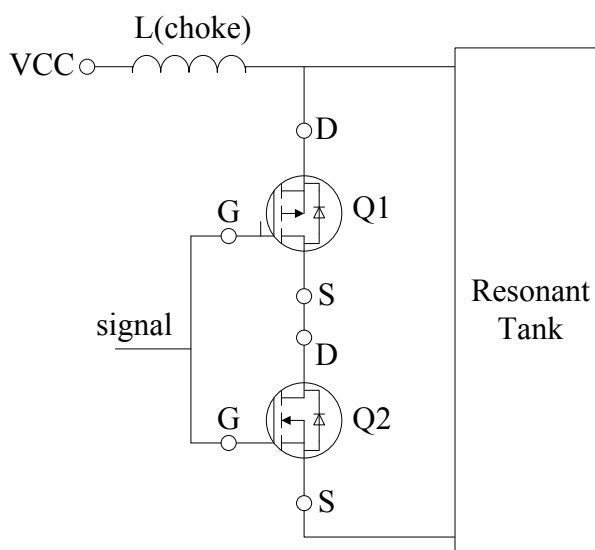 L(choke)
VCC
D
G
Q1
S
signal
D
G
Q2
S
Resonant
Tank